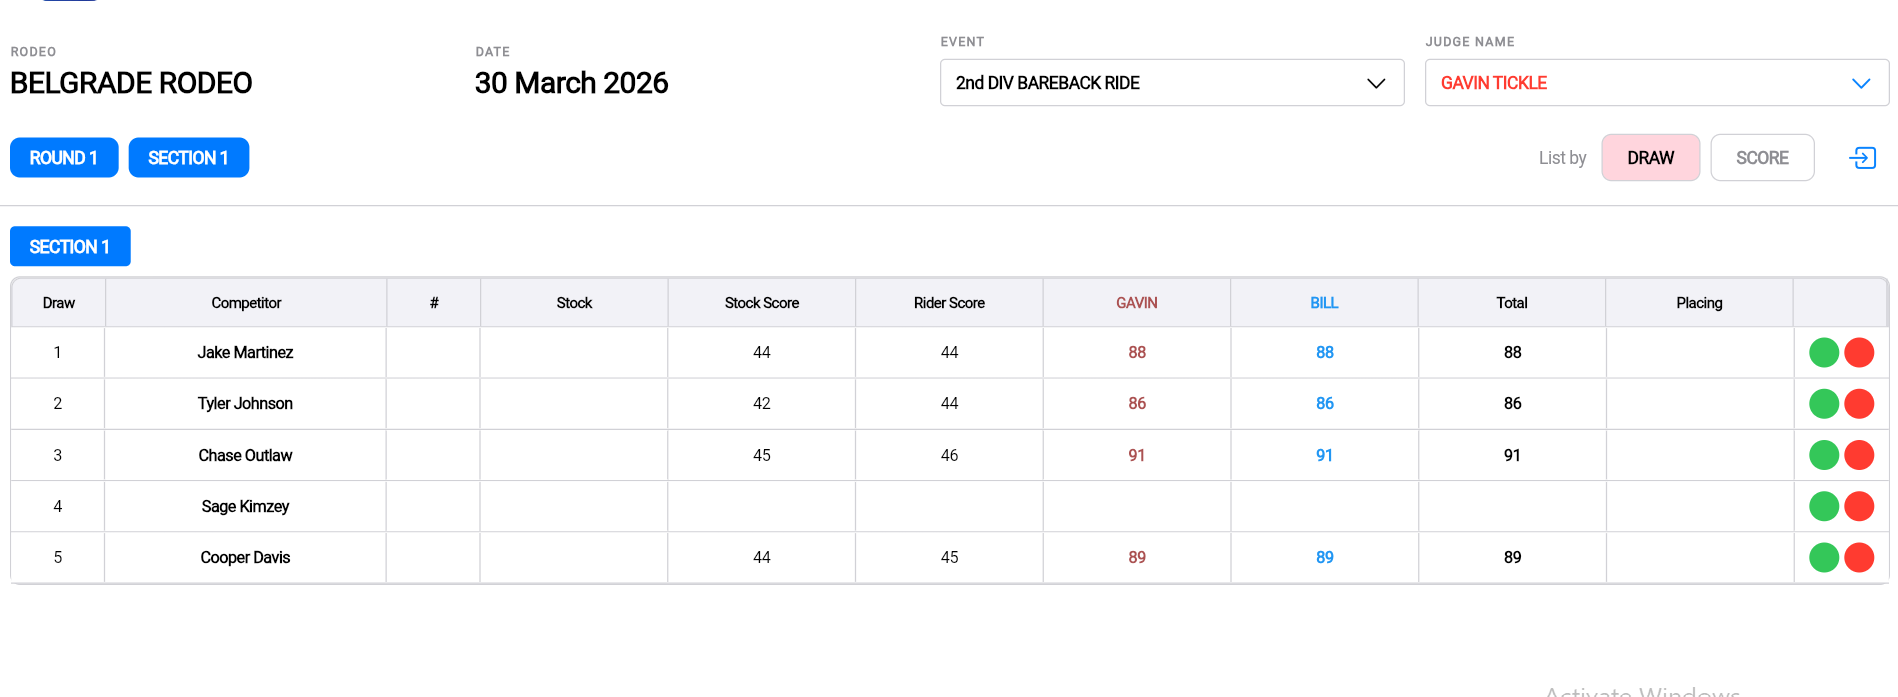 RODEO
BELGRADE RODEO
DATE
30 March 2026
EVENT
2nd DIV BAREBACK RIDE
JUDGE NAME
GAVIN TICKLE
ROUND 1 SECTION 1
List by DRAW SCORE
SECTION 1
Draw Competitor # Stock Stock Score Rider Score GAVIN BILL Total Placing
1 Jake Martinez 44 44 88 88 88
2 Tyler Johnson 42 44 86 86 86
3 Chase Outlaw 45 46 91 91 91
4 Sage Kimzey
5 Cooper Davis 44 45 89 89 89
Activate Windows